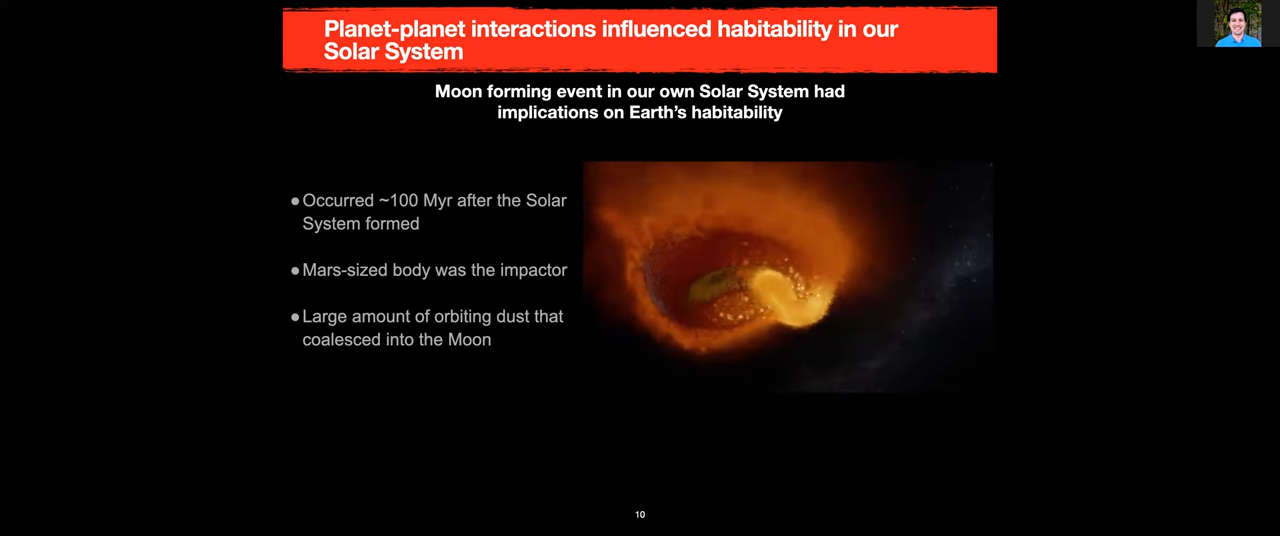 Planet-planet interactions influenced habitability in our
Solar System
Moon forming event in our own Solar System had
implications on Earth's habitability
●Occurred ~100 Myr after the Solar
System formed
●Mars-sized body was the impactor
●Large amount of orbiting dust that
coalesced into the Moon
10